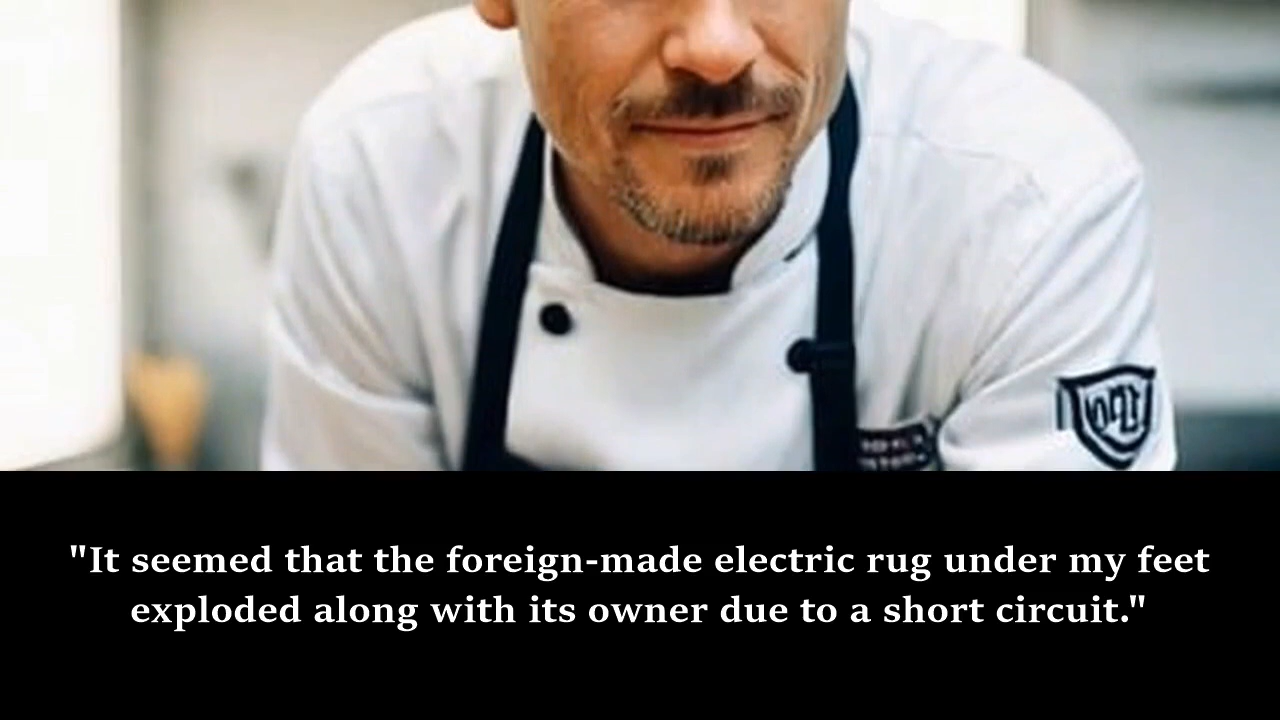 "It seemed that the foreign-made electric rug under my feet
exploded along with its owner due to a short circuit."